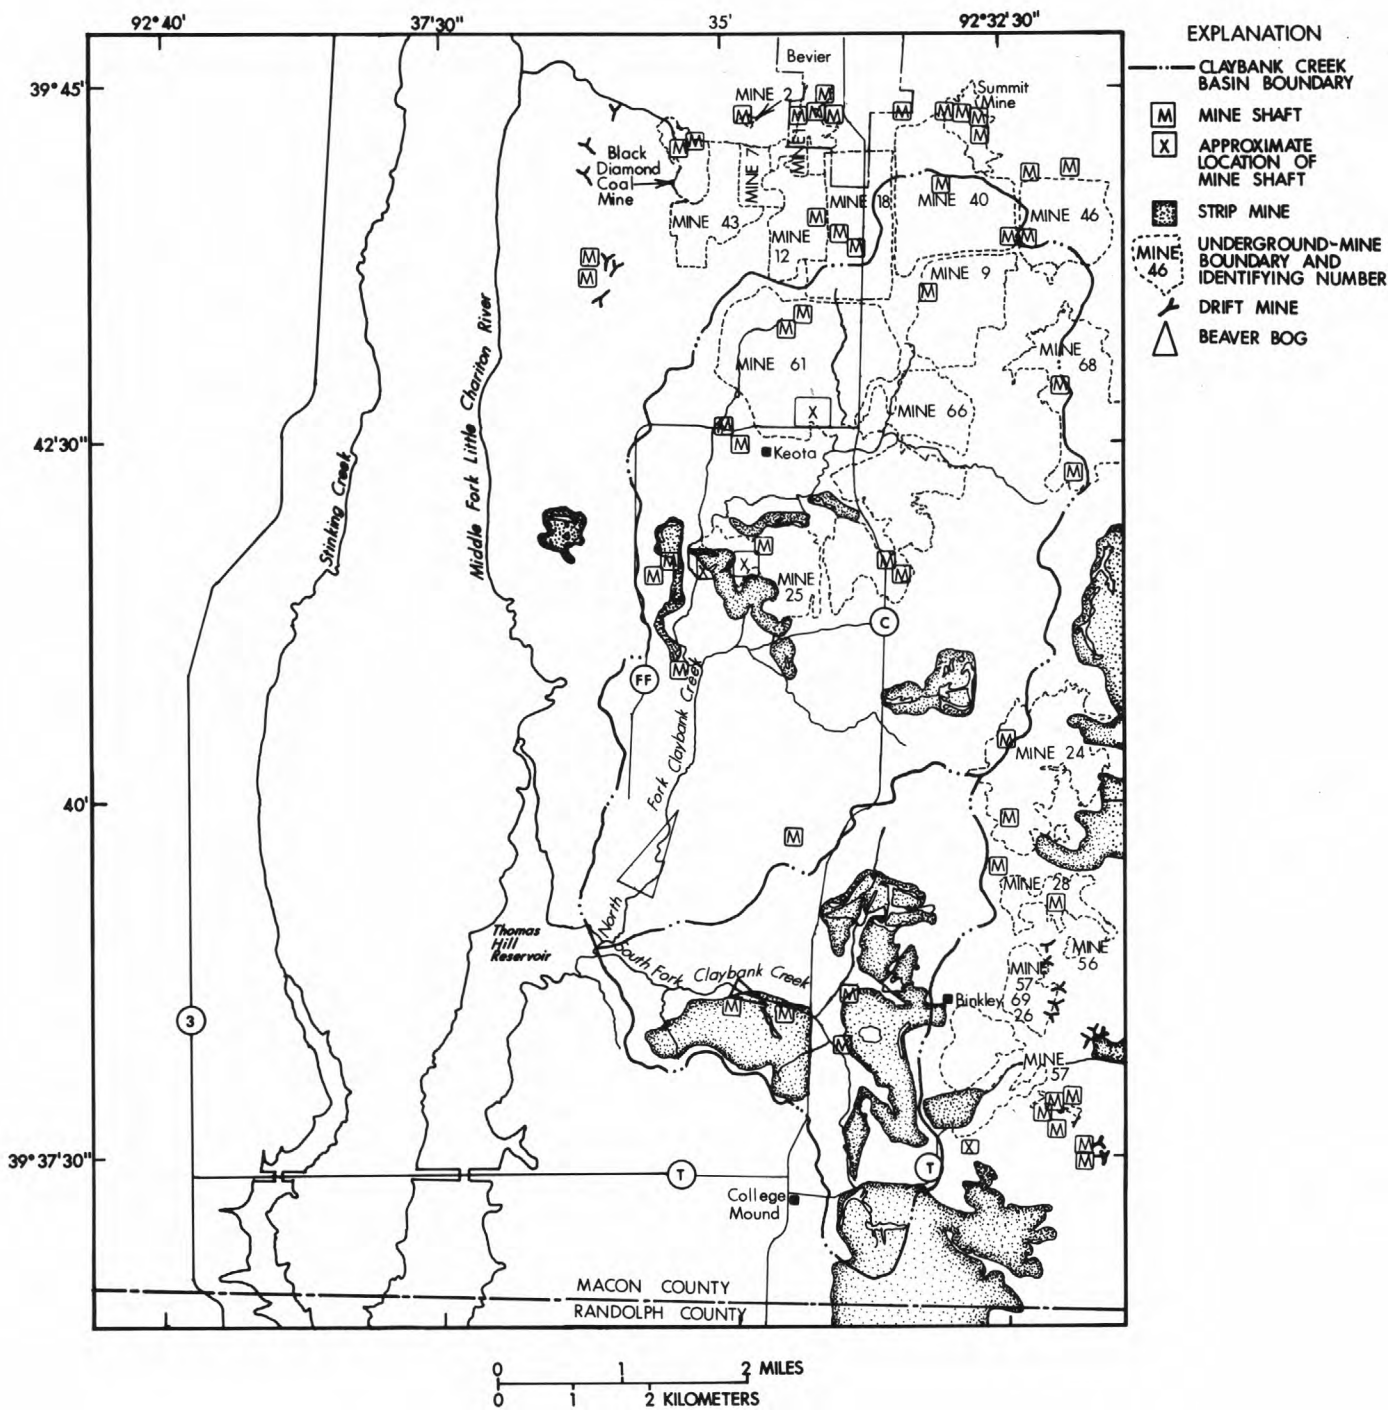 92°40' 37'30" 35' 92°32'30"
39°45'
42'30"
40'
39°37'30"
Bevier
MINE 2
Summit
Mine
Black
Diamond
Coal
Mine
MINE 7
MINE
MINE 43
MINE
12
MINE 18
MINE 40
MINE 46
MINE 9
MINE 61
MINE
68
MINE 66
Keota
MINE
25
Stinking Creek
Middle Fork Little Chariton River
FF
C
North Fork Claybank Creek
MINE 24
MINE 28
MINE
56
MINE
57
69
26
Binkley
MINE
57
Thomas
Hill
Reservoir
South Fork Claybank Creek
3
T
T
College
Mound
MACON COUNTY
RANDOLPH COUNTY
0 1 2 MILES
0 1 2 KILOMETERS
EXPLANATION
CLAYBANK CREEK
BASIN BOUNDARY
M MINE SHAFT
X APPROXIMATE
LOCATION OF
MINE SHAFT
STRIP MINE
MINE
46
UNDERGROUND-MINE
BOUNDARY AND
IDENTIFYING NUMBER
DRIFT MINE
BEAVER BOG